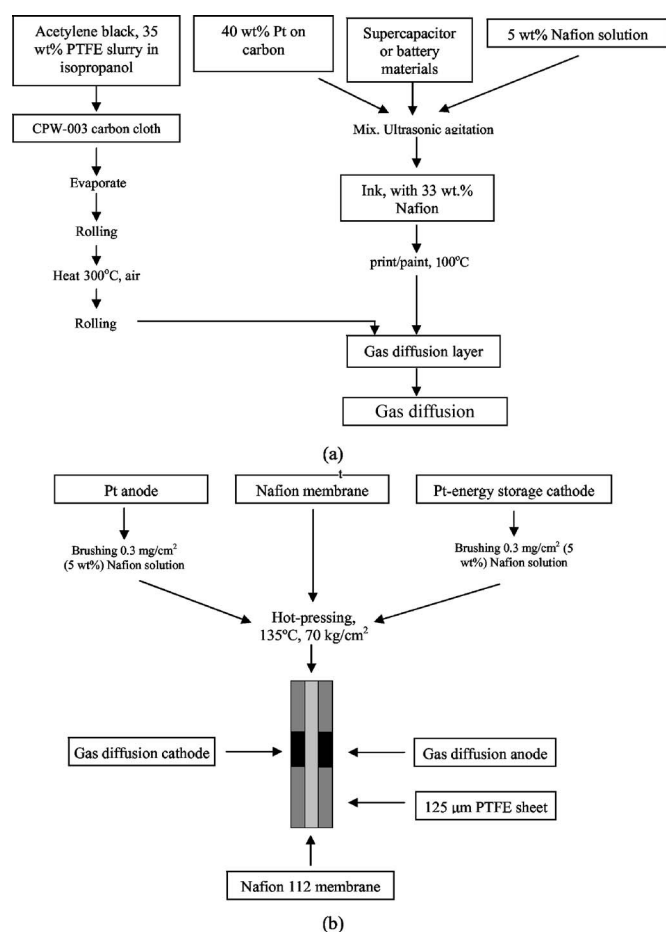 Acetylene black, 35
wt% PTFE slurry in
isopropanol
40 wt% Pt on
carbon
Supercapacitor
or battery
materials
5 wt% Nafion solution
CPW-003 carbon cloth
Mix. Ultrasonic agitation
Evaporate
Ink, with 33 wt.%
Nafion
Rolling
print/paint, 100°C
Heat 300°C, air
Rolling
Gas diffusion layer
Gas diffusion
(a)
t
Pt anode
Nafion membrane
Pt-energy storage cathode
Brushing 0.3 mg/cm²
(5 wt%) Nafion solution
Brushing 0.3 mg/cm² (5
wt%) Nafion solution
Hot-pressing,
135ºC, 70 kg/cm²
Gas diffusion cathode
Gas diffusion anode
125 µm PTFE sheet
Nafion 112 membrane
(b)